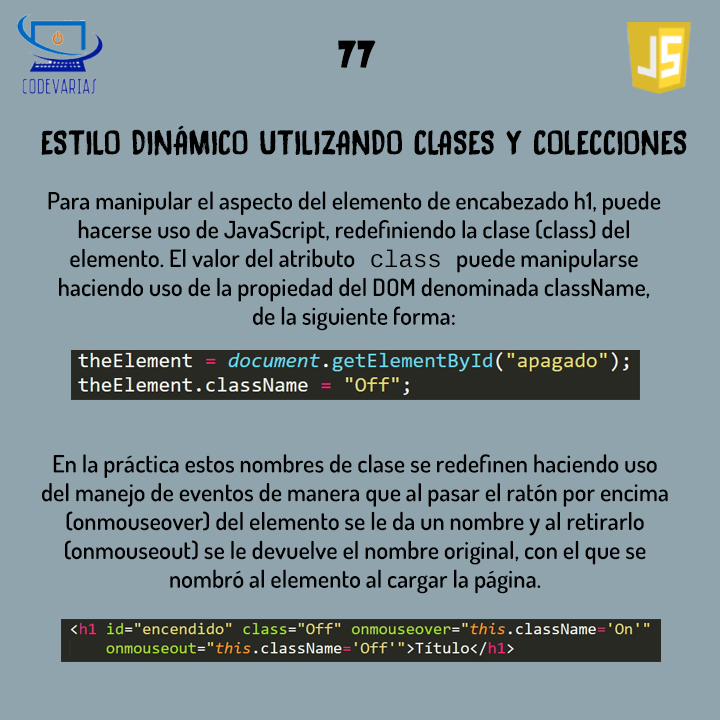 CODEVARIAS
77
JS
ESTILO DINÁMICO UTILIZANDO CLASES Y COLECCIONES
Para manipular el aspecto del elemento de encabezado h1, puede
hacerse uso de JavaScript, redefiniendo la clase (class) del
elemento. El valor del atributo class puede manipularse
haciendo uso de la propiedad del DOM denominada className,
de la siguiente forma:
theElement = document.getElementById("apagado");
theElement.className = "Off";
En la práctica estos nombres de clase se redefinen haciendo uso
del manejo de eventos de manera que al pasar el ratón por encima
(onmouseover) del elemento se le da un nombre y al retirarlo
(onmouseout) se le devuelve el nombre original, con el que se
nombró al elemento al cargar la página.
<h1 id="encendido" class="Off" onmouseover="this.className='On'"
onmouseout="this.className='Off'">Título</h1>